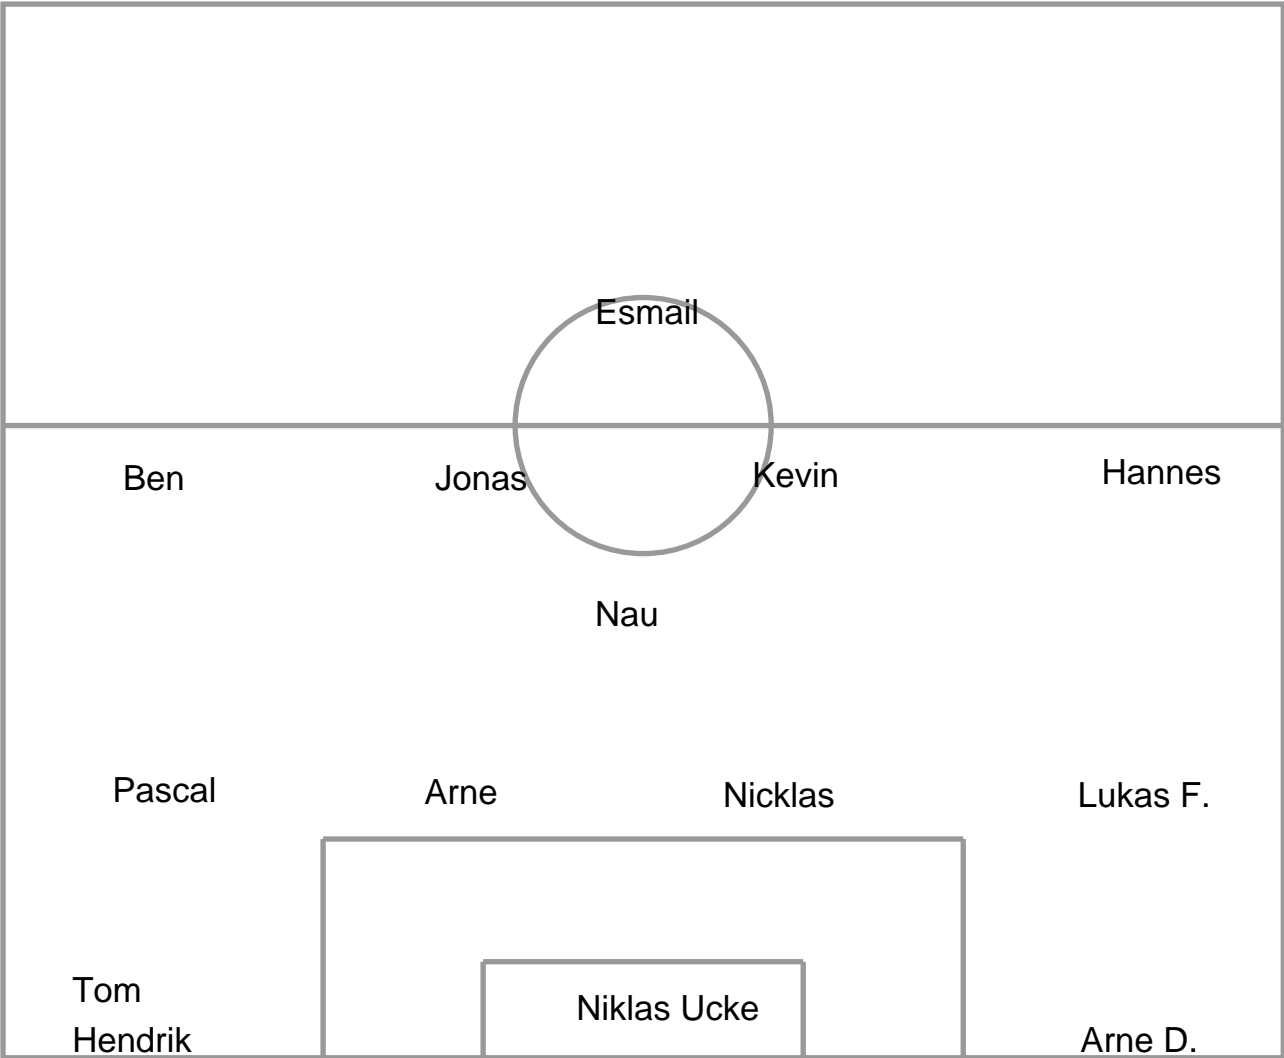 Esmail
Ben
Jonas
Kevin
Hannes
Nau
Pascal
Arne
Nicklas
Lukas F.
Tom
Niklas Ucke
Hendrik
Arne D.